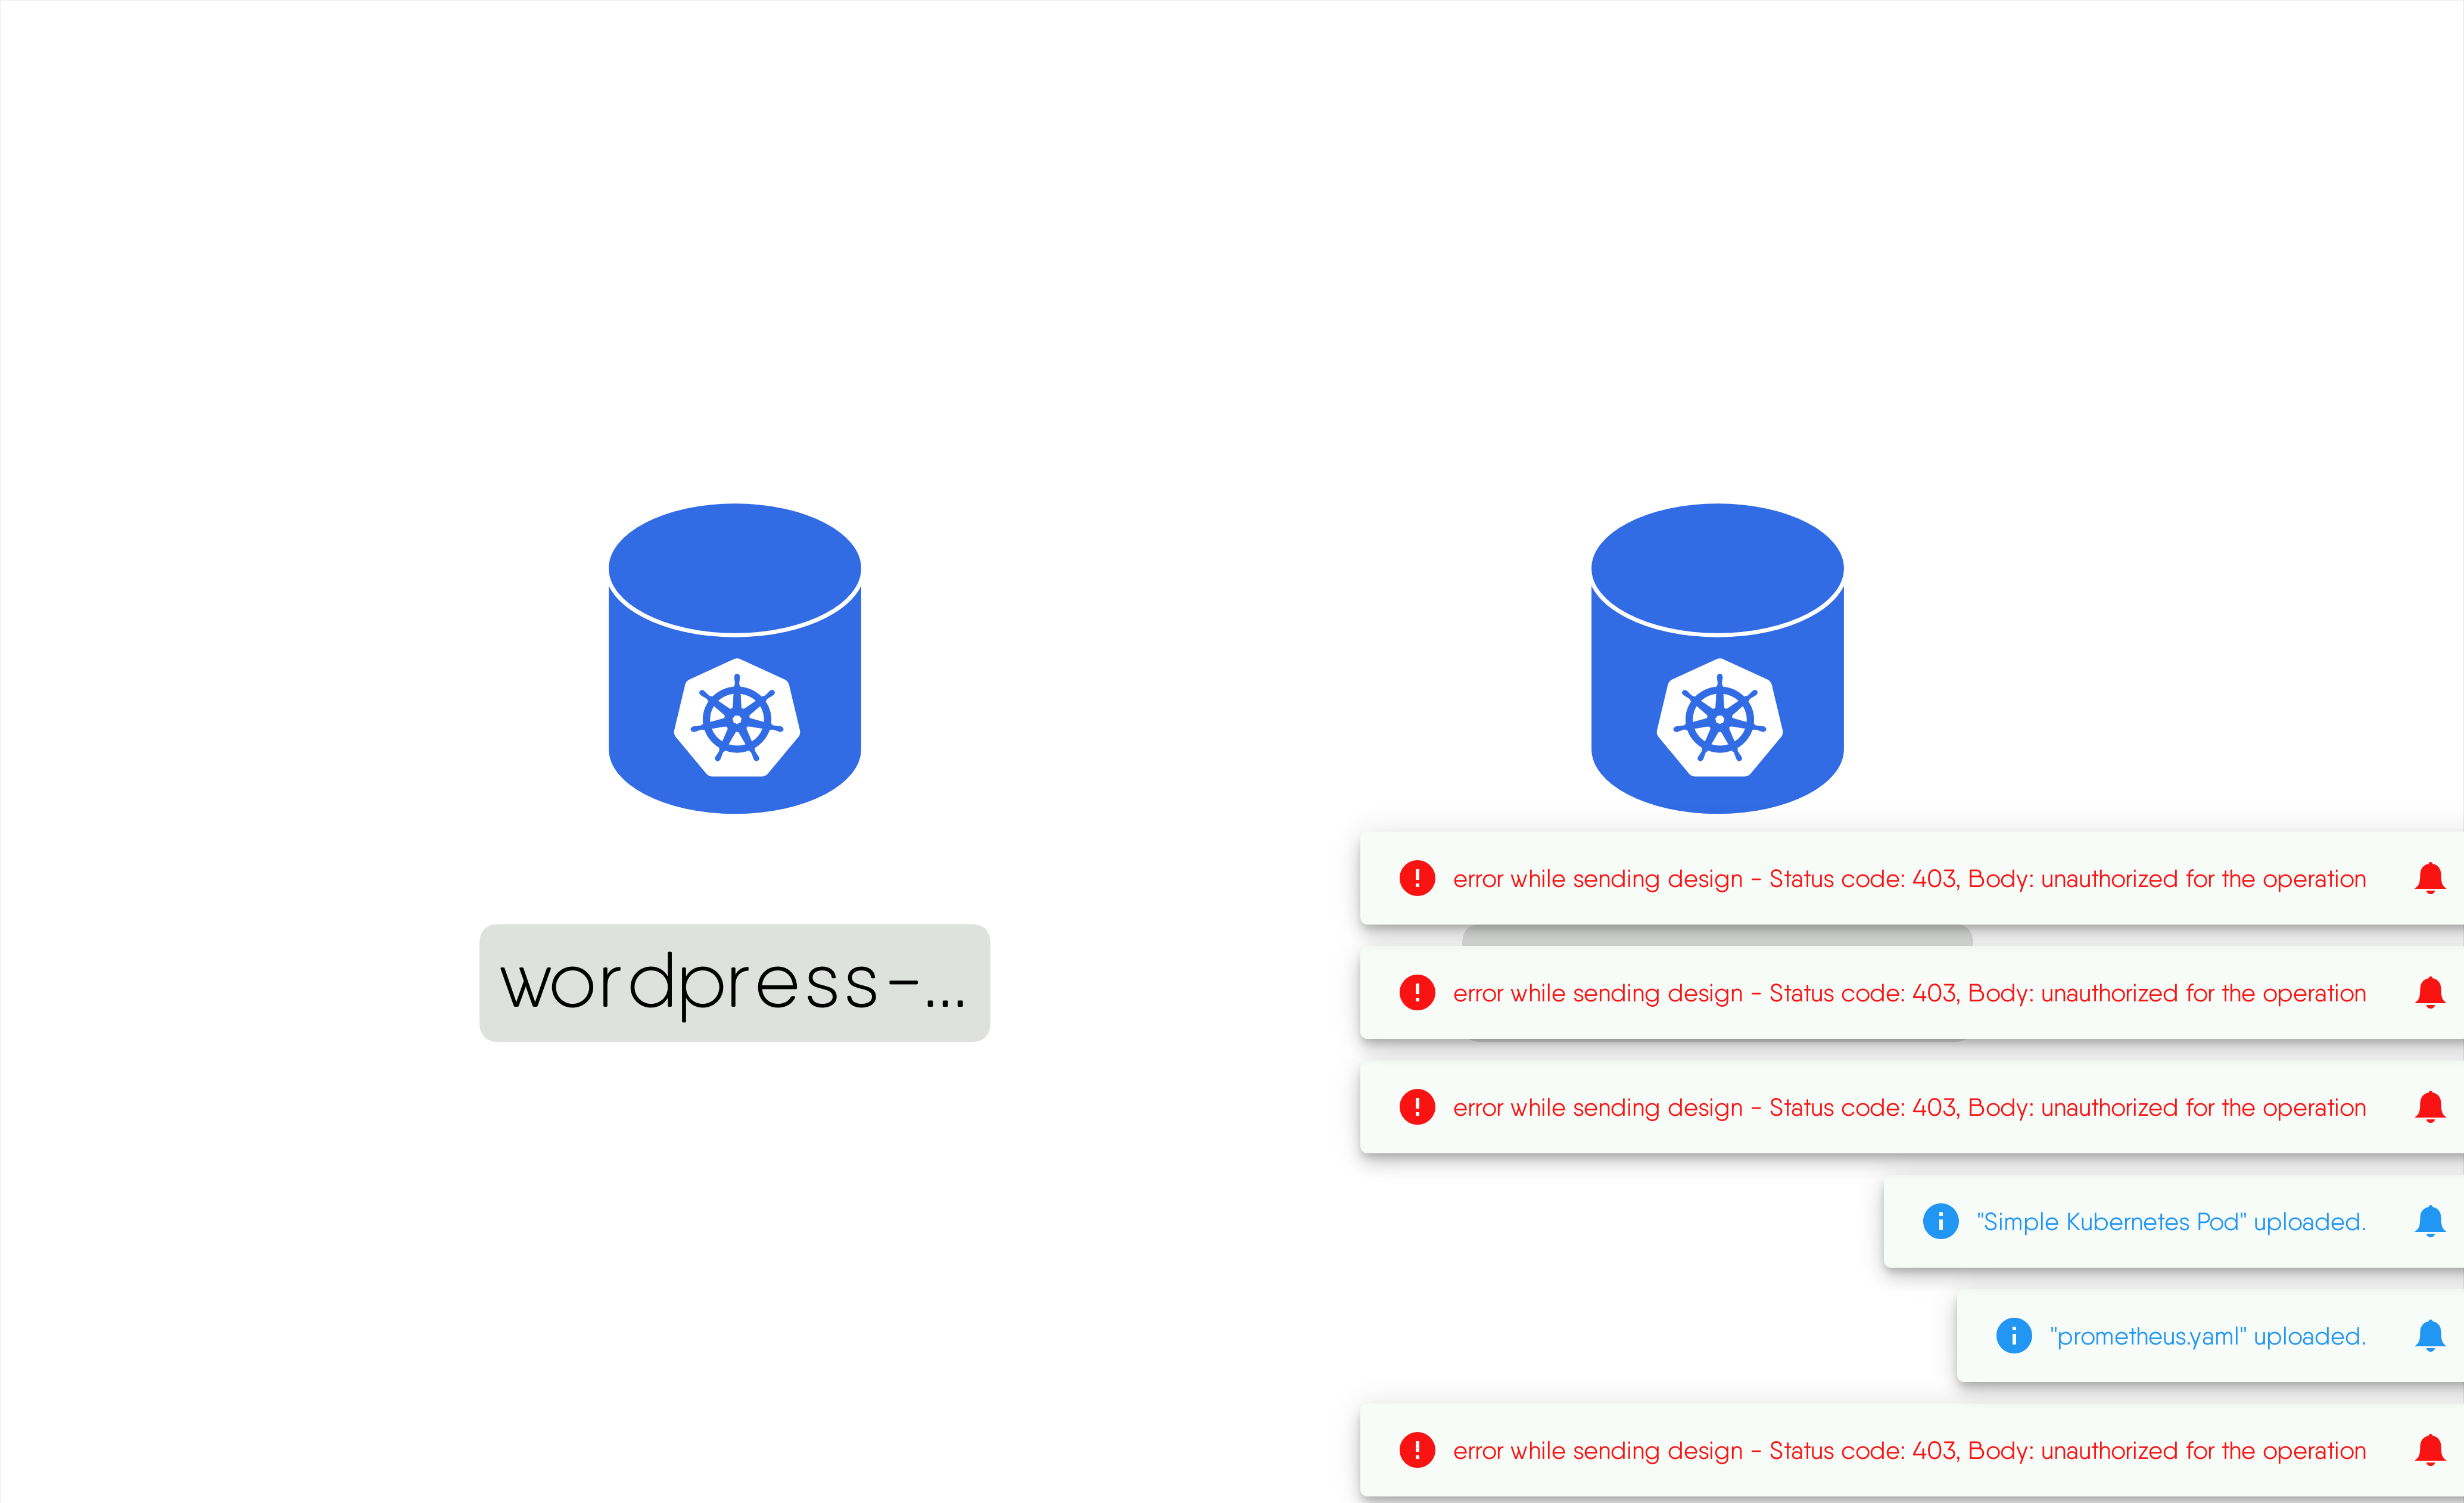 wordpress-...
error while sending design - Status code: 403, Body: unauthorized for the operation
error while sending design - Status code: 403, Body: unauthorized for the operation
error while sending design - Status code: 403, Body: unauthorized for the operation
"Simple Kubernetes Pod" uploaded.
"prometheus.yaml" uploaded.
error while sending design - Status code: 403, Body: unauthorized for the operation